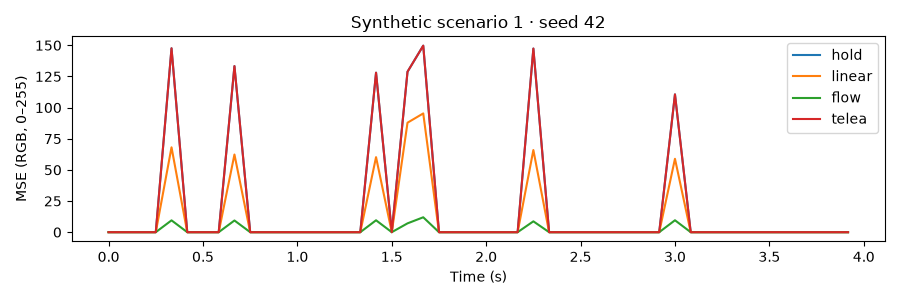 Synthetic scenario 1 · seed 42
MSE (RGB, 0–255)
150
125
100
75
50
25
0
hold
linear
flow
telea
0.0 0.5 1.0 1.5 2.0 2.5 3.0 3.5 4.0
Time (s)